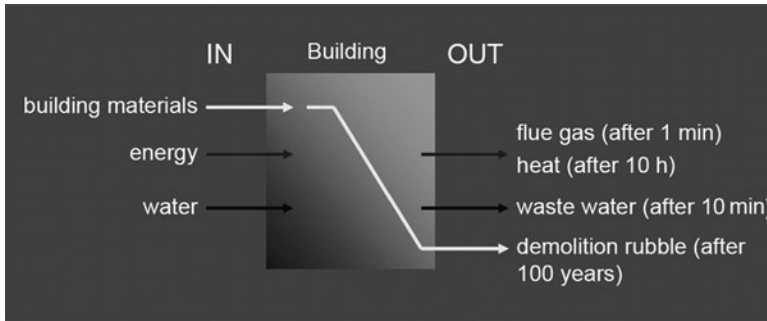 IN
Building
OUT
building materials
energy
water
flue gas (after 1 min)
heat (after 10 h)
waste water (after 10 min)
demolition rubble (after
100 years)